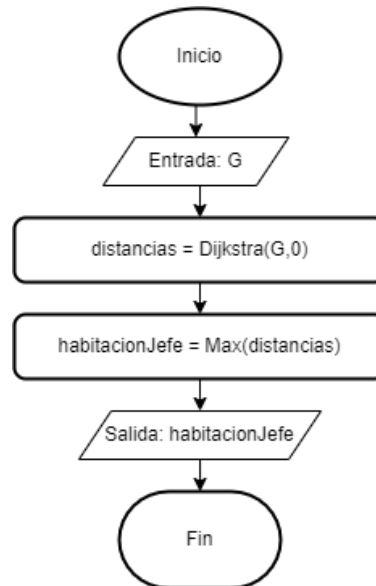 Inicio
Entrada: G
distancias = Dijkstra(G,0)
habitacionJefe = Max(distancias)
Salida: habitacionJefe
Fin